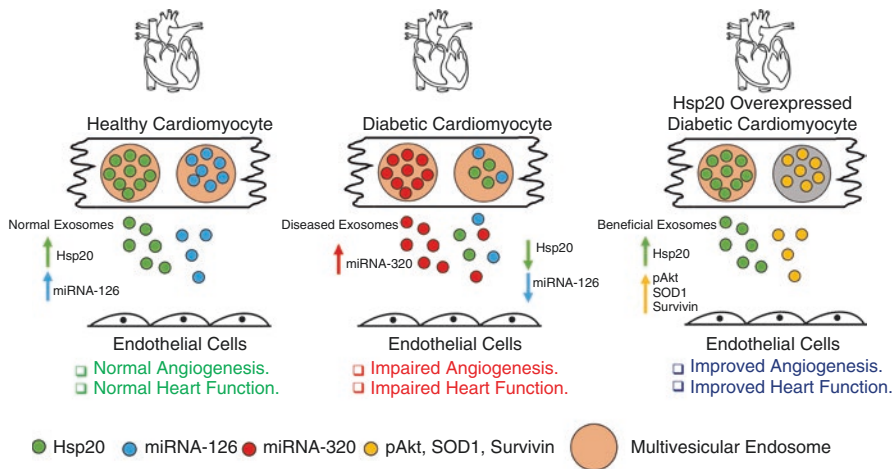 Healthy Cardiomyocyte
Normal Exosomes
Hsp20
miRNA-126
Endothelial Cells
Normal Angiogenesis.
Normal Heart Function.
Diabetic Cardiomyocyte
Diseased Exosomes
miRNA-320
Hsp20
miRNA-126
Endothelial Cells
Impaired Angiogenesis.
Impaired Heart Function.
Hsp20 Overexpressed
Diabetic Cardiomyocyte
Beneficial Exosomes
Hsp20
pAkt
SOD1
Survivin
Endothelial Cells
Improved Angiogenesis.
Improved Heart Function.
Hsp20 miRNA-126 miRNA-320 pAkt, SOD1, Survivin Multivesicular Endosome